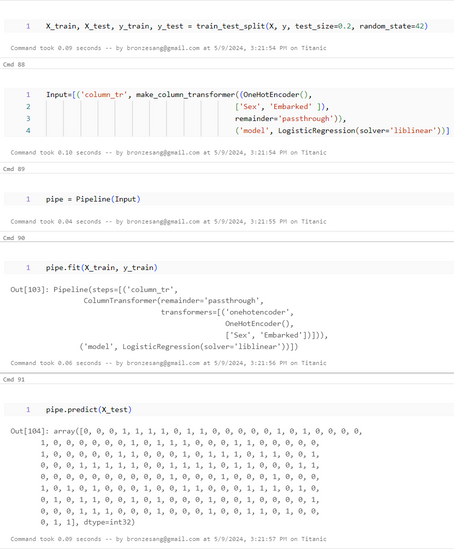 1 X_train, X_test, y_train, y_test = train_test_split(X, y, test_size=0.2, random_state=42)
Command took 0.09 seconds -- by bronzesang@gmail.com at 5/9/2024, 3:21:54 PM on Titanic
Cmd 88
1 Input=[('column_tr', make_column_transformer((OneHotEncoder(),
2 ['Sex', 'Embarked' ]),
3 remainder='passthrough')),
4 ('model', LogisticRegression(solver='liblinear'))]
Command took 0.10 seconds -- by bronzesang@gmail.com at 5/9/2024, 3:21:54 PM on Titanic
Cmd 89
1 pipe = Pipeline(Input)
Command took 0.04 seconds -- by bronzesang@gmail.com at 5/9/2024, 3:21:55 PM on Titanic
Cmd 90
1 pipe.fit(X_train, y_train)
Out[103]: Pipeline(steps=[('column_tr',
ColumnTransformer(remainder='passthrough',
transformers=[('onehotencoder',
OneHotEncoder(),
['Sex', 'Embarked'])])),
('model', LogisticRegression(solver='liblinear'))])
Command took 0.06 seconds -- by bronzesang@gmail.com at 5/9/2024, 3:21:56 PM on Titanic
Cmd 91
1 pipe.predict(X_test)
Out[104]: array([0, 0, 0, 1, 1, 1, 1, 0, 1, 1, 0, 0, 0, 0, 0, 1, 0, 1, 0, 0, 0, 0,
1, 0, 0, 0, 0, 0, 0, 1, 0, 1, 1, 1, 0, 0, 0, 1, 1, 0, 0, 0, 0, 0,
1, 0, 0, 0, 0, 0, 1, 1, 0, 0, 0, 1, 0, 1, 1, 1, 0, 1, 1, 0, 0, 1,
0, 0, 0, 1, 1, 1, 1, 1, 0, 0, 1, 1, 1, 1, 0, 1, 1, 0, 0, 0, 1, 1,
0, 0, 0, 0, 0, 0, 0, 0, 0, 1, 0, 0, 0, 1, 0, 0, 0, 1, 0, 0, 0, 0,
1, 0, 1, 0, 1, 0, 0, 0, 1, 0, 0, 1, 1, 0, 0, 0, 1, 1, 1, 0, 1, 0,
0, 1, 0, 1, 1, 0, 0, 1, 0, 0, 1, 0, 0, 0, 1, 0, 1, 0, 0, 0, 0, 1,
0, 0, 0, 1, 1, 1, 0, 0, 0, 1, 0, 0, 0, 1, 0, 0, 1, 1, 0, 1, 0, 0,
0, 1, 1], dtype=int32)
Command took 0.09 seconds -- by bronzesang@gmail.com at 5/9/2024, 3:21:57 PM on Titanic